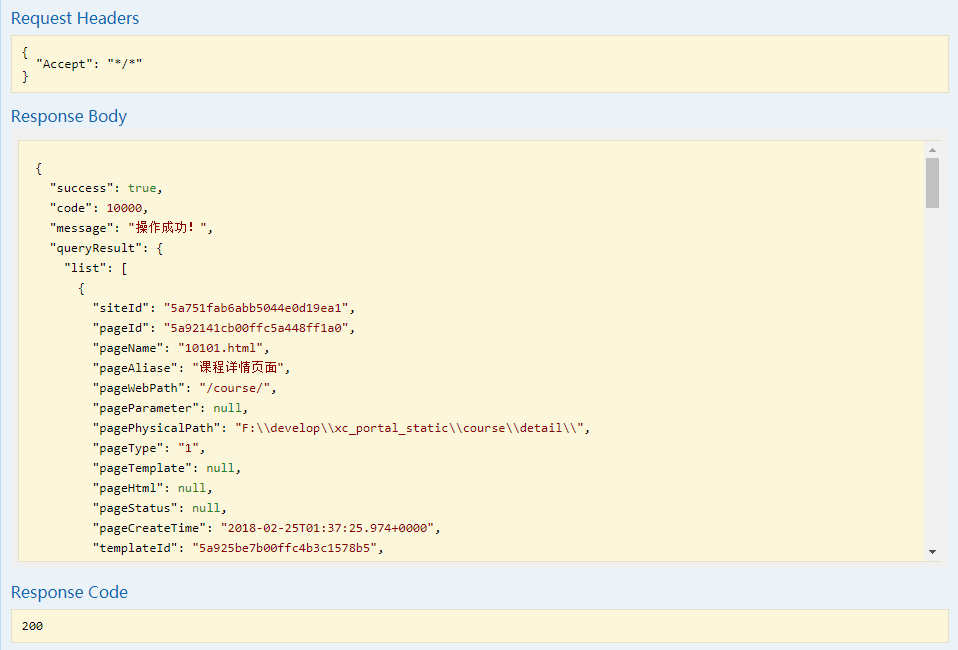 Request Headers
{
  "Accept": "*/*"
}
Response Body
{
  "success": true,
  "code": 10000,
  "message": "操作成功！",
  "queryResult": {
    "list": [
      {
        "siteId": "5a751fab6abb5044e0d19ea1",
        "pageId": "5a92141cb00ffc5a448ff1a0",
        "pageName": "10101.html",
        "pageAliase": "课程详情页面",
        "pageWebPath": "/course/",
        "pageParameter": null,
        "pagePhysicalPath": "F:\\develop\\xc_portal_static\\course\\detail\\",
        "pageType": "1",
        "pageTemplate": null,
        "pageHtml": null,
        "pageStatus": null,
        "pageCreateTime": "2018-02-25T01:37:25.974+0000",
        "templateId": "5a925be7b00ffc4b3c1578b5",
Response Code
200